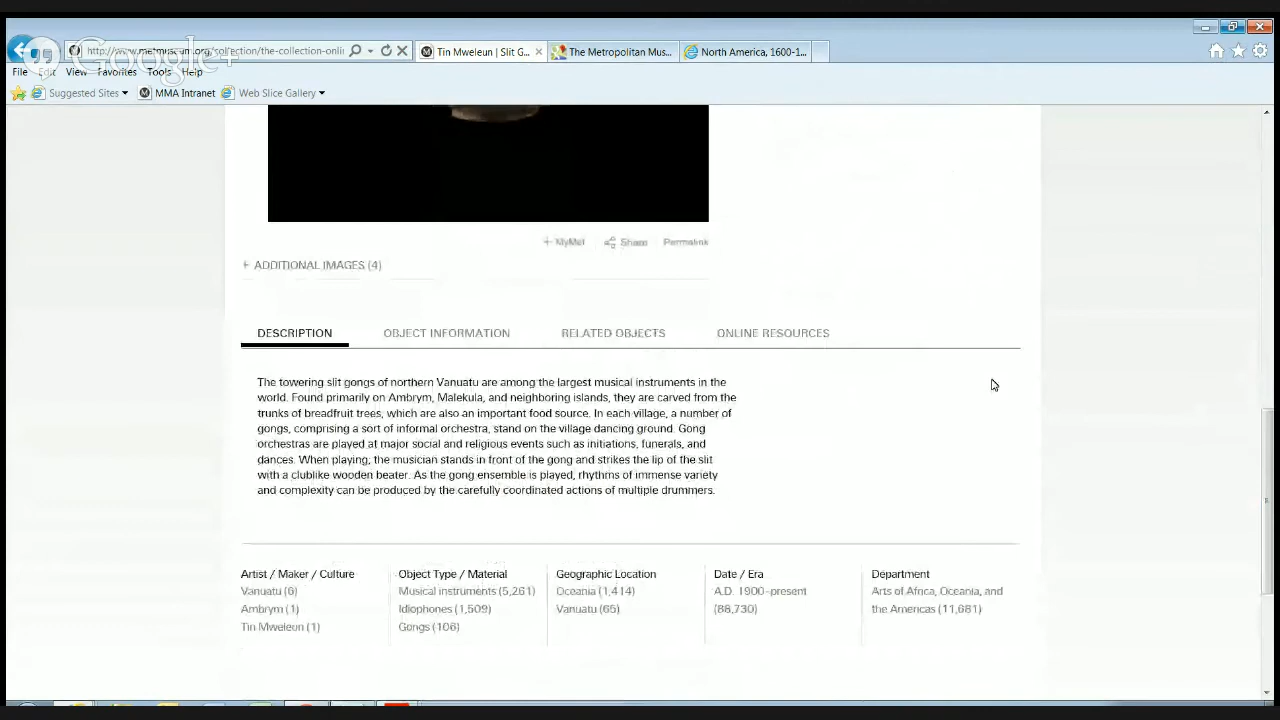 Google+
http://www.metmuseum.org/collection/the-collection-onli
Tin Mweleun | Slit G...
The Metropolitan Mus...
North America, 1600-1...
File Edit View Favorites Tools Help
Suggested Sites MMA Intranet Web Slice Gallery
+ MyMet Share Permalink
+ ADDITIONAL IMAGES (4)
DESCRIPTION OBJECT INFORMATION RELATED OBJECTS ONLINE RESOURCES
The towering slit gongs of northern Vanuatu are among the largest musical instruments in the
world. Found primarily on Ambrym, Malekula, and neighboring islands, they are carved from the
trunks of breadfruit trees, which are also an important food source. In each village, a number of
gongs, comprising a sort of informal orchestra, stand on the village dancing ground. Gong
orchestras are played at major social and religious events such as initiations, funerals, and
dances. When playing, the musician stands in front of the gong and strikes the lip of the slit
with a clublike wooden beater. As the gong ensemble is played, rhythms of immense variety
and complexity can be produced by the carefully coordinated actions of multiple drummers.
Artist / Maker / Culture
Vanuatu (6)
Ambrym (1)
Tin Mweleon (1)
Object Type / Material
Musical instruments (5,261)
Idiophones (1,509)
Gongs (106)
Geographic Location
Oceania (1,414)
Vanuatu (65)
Date / Era
A.D. 1900–present
(88,730)
Department
Arts of Africa, Oceania, and
the Americas (11,681)